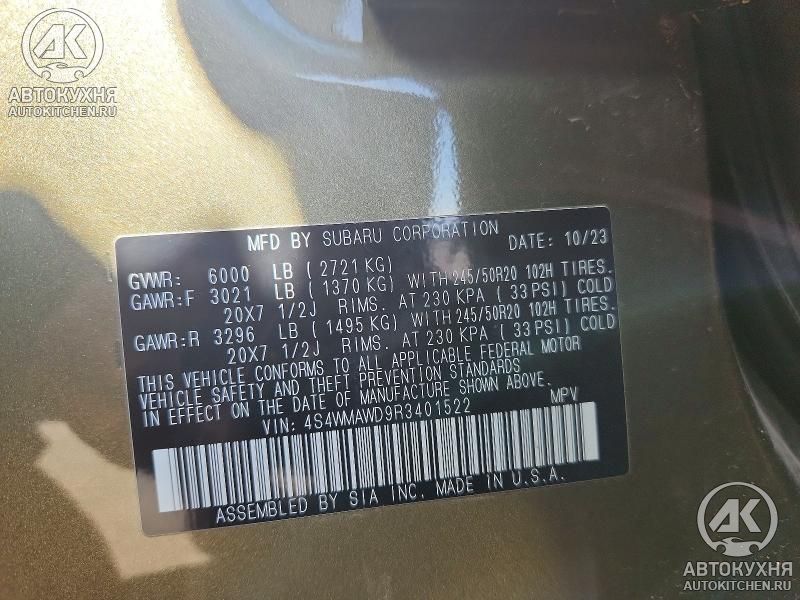 AK
АВТОКУХНЯ
AUTOKITCHEN.RU
MFD BY SUBARU CORPORATION DATE: 10/23
GVWR: 6000 LB ( 2721 KG)
GAWR:F 3021 LB ( 1370 KG) WITH 245/50R20 102H TIRES.
20X7 1/2J RIMS. AT 230 KPA ( 33 PSI) COLD
GAWR:R 3296 LB ( 1495 KG) WITH 245/50R20 102H TIRES.
20X7 1/2J RIMS. AT 230 KPA ( 33 PSI) COLD
THIS VEHICLE CONFORMS TO ALL APPLICABLE FEDERAL MOTOR
VEHICLE SAFETY AND THEFT PREVENTION STANDARDS
IN EFFECT ON THE DATE OF MANUFACTURE SHOWN ABOVE.
VIN: 4S4WMAWD9R3401522 MPV
ASSEMBLED BY SIA INC. MADE IN U.S.A.
AK
АВТОКУХНЯ
AUTOKITCHEN.RU